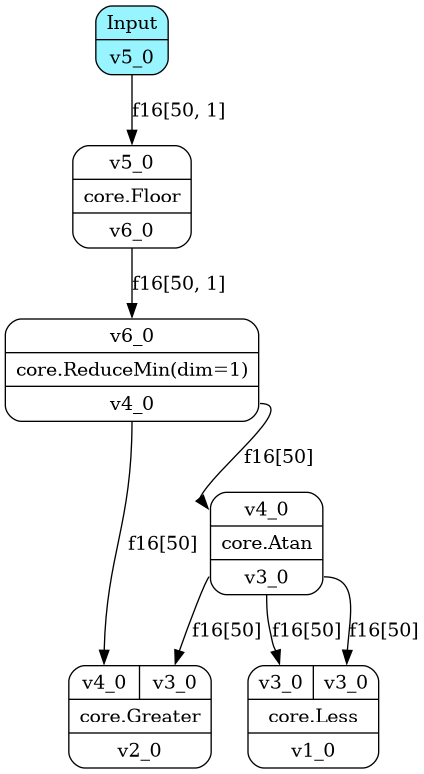 Input
v5_0
f16[50, 1]
v5_0
core.Floor
v6_0
f16[50, 1]
v6_0
core.ReduceMin(dim=1)
v4_0
f16[50]
v4_0
core.Atan
v3_0
f16[50]
f16[50]
f16[50]
f16[50]
v4_0 v3_0
core.Greater
v2_0
v3_0 v3_0
core.Less
v1_0